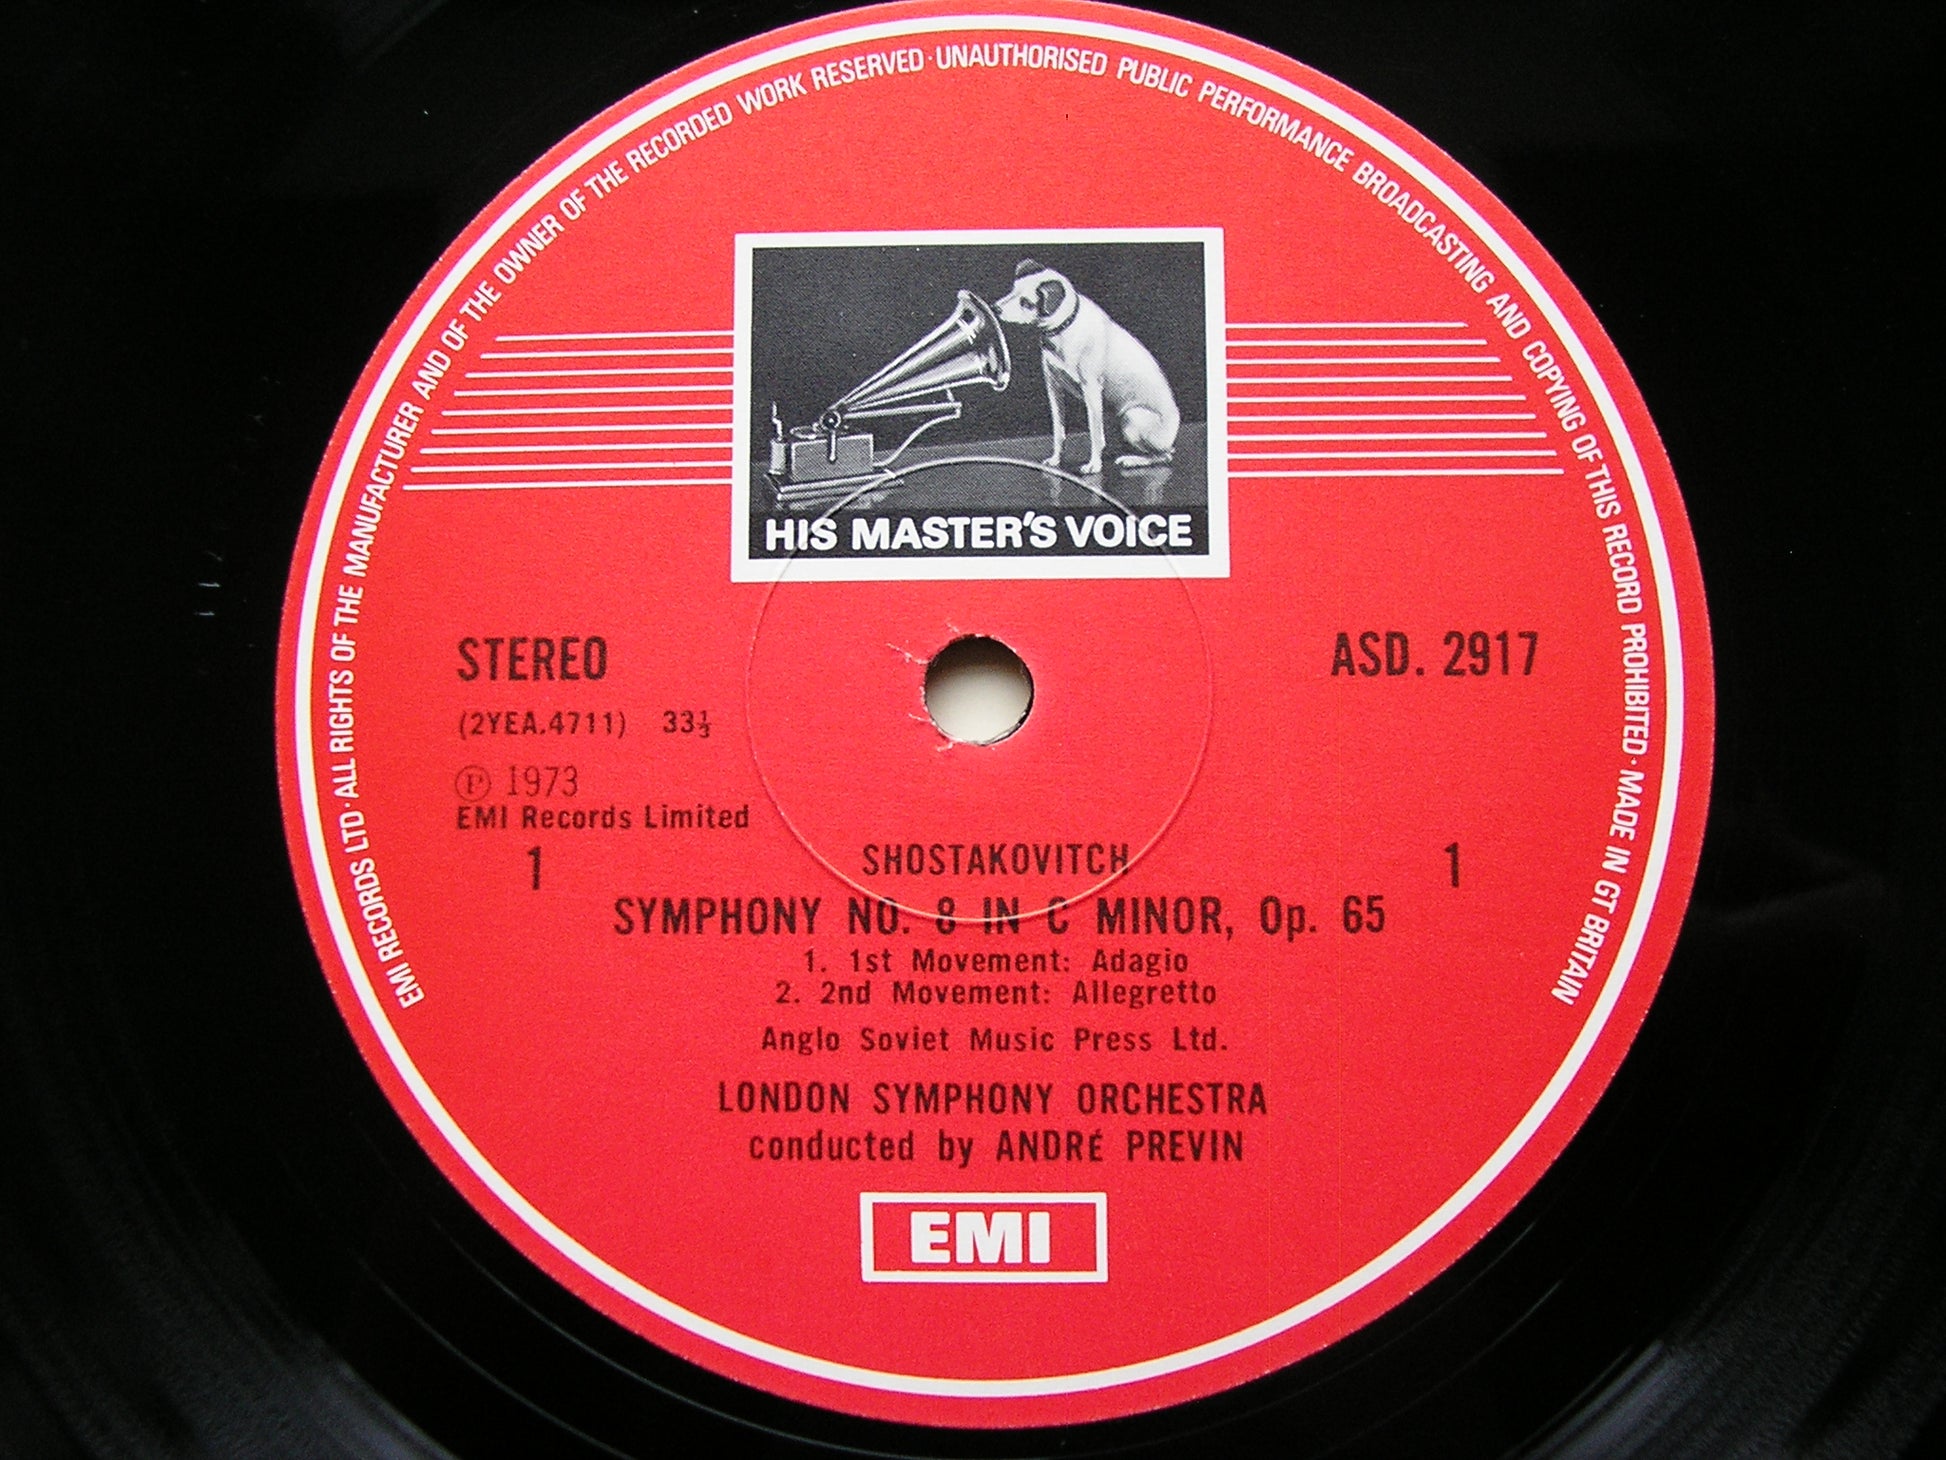 EMI RECORDS LTD · ALL RIGHTS OF THE MANUFACTURER AND OF THE OWNER OF THE RECORDED WORK RESERVED · UNAUTHORISED PUBLIC PERFORMANCE BROADCASTING AND COPYING OF THIS RECORD PROHIBITED · MADE IN GT BRITAIN
HIS MASTER'S VOICE
STEREO ASD. 2917
(2YEA.4711) 33⅓
Ⓟ 1973
EMI Records Limited
1 SHOSTAKOVITCH 1
SYMPHONY NO. 8 IN C MINOR, Op. 65
1. 1st Movement: Adagio
2. 2nd Movement: Allegretto
Anglo Soviet Music Press Ltd.
LONDON SYMPHONY ORCHESTRA
conducted by ANDRÉ PREVIN
EMI